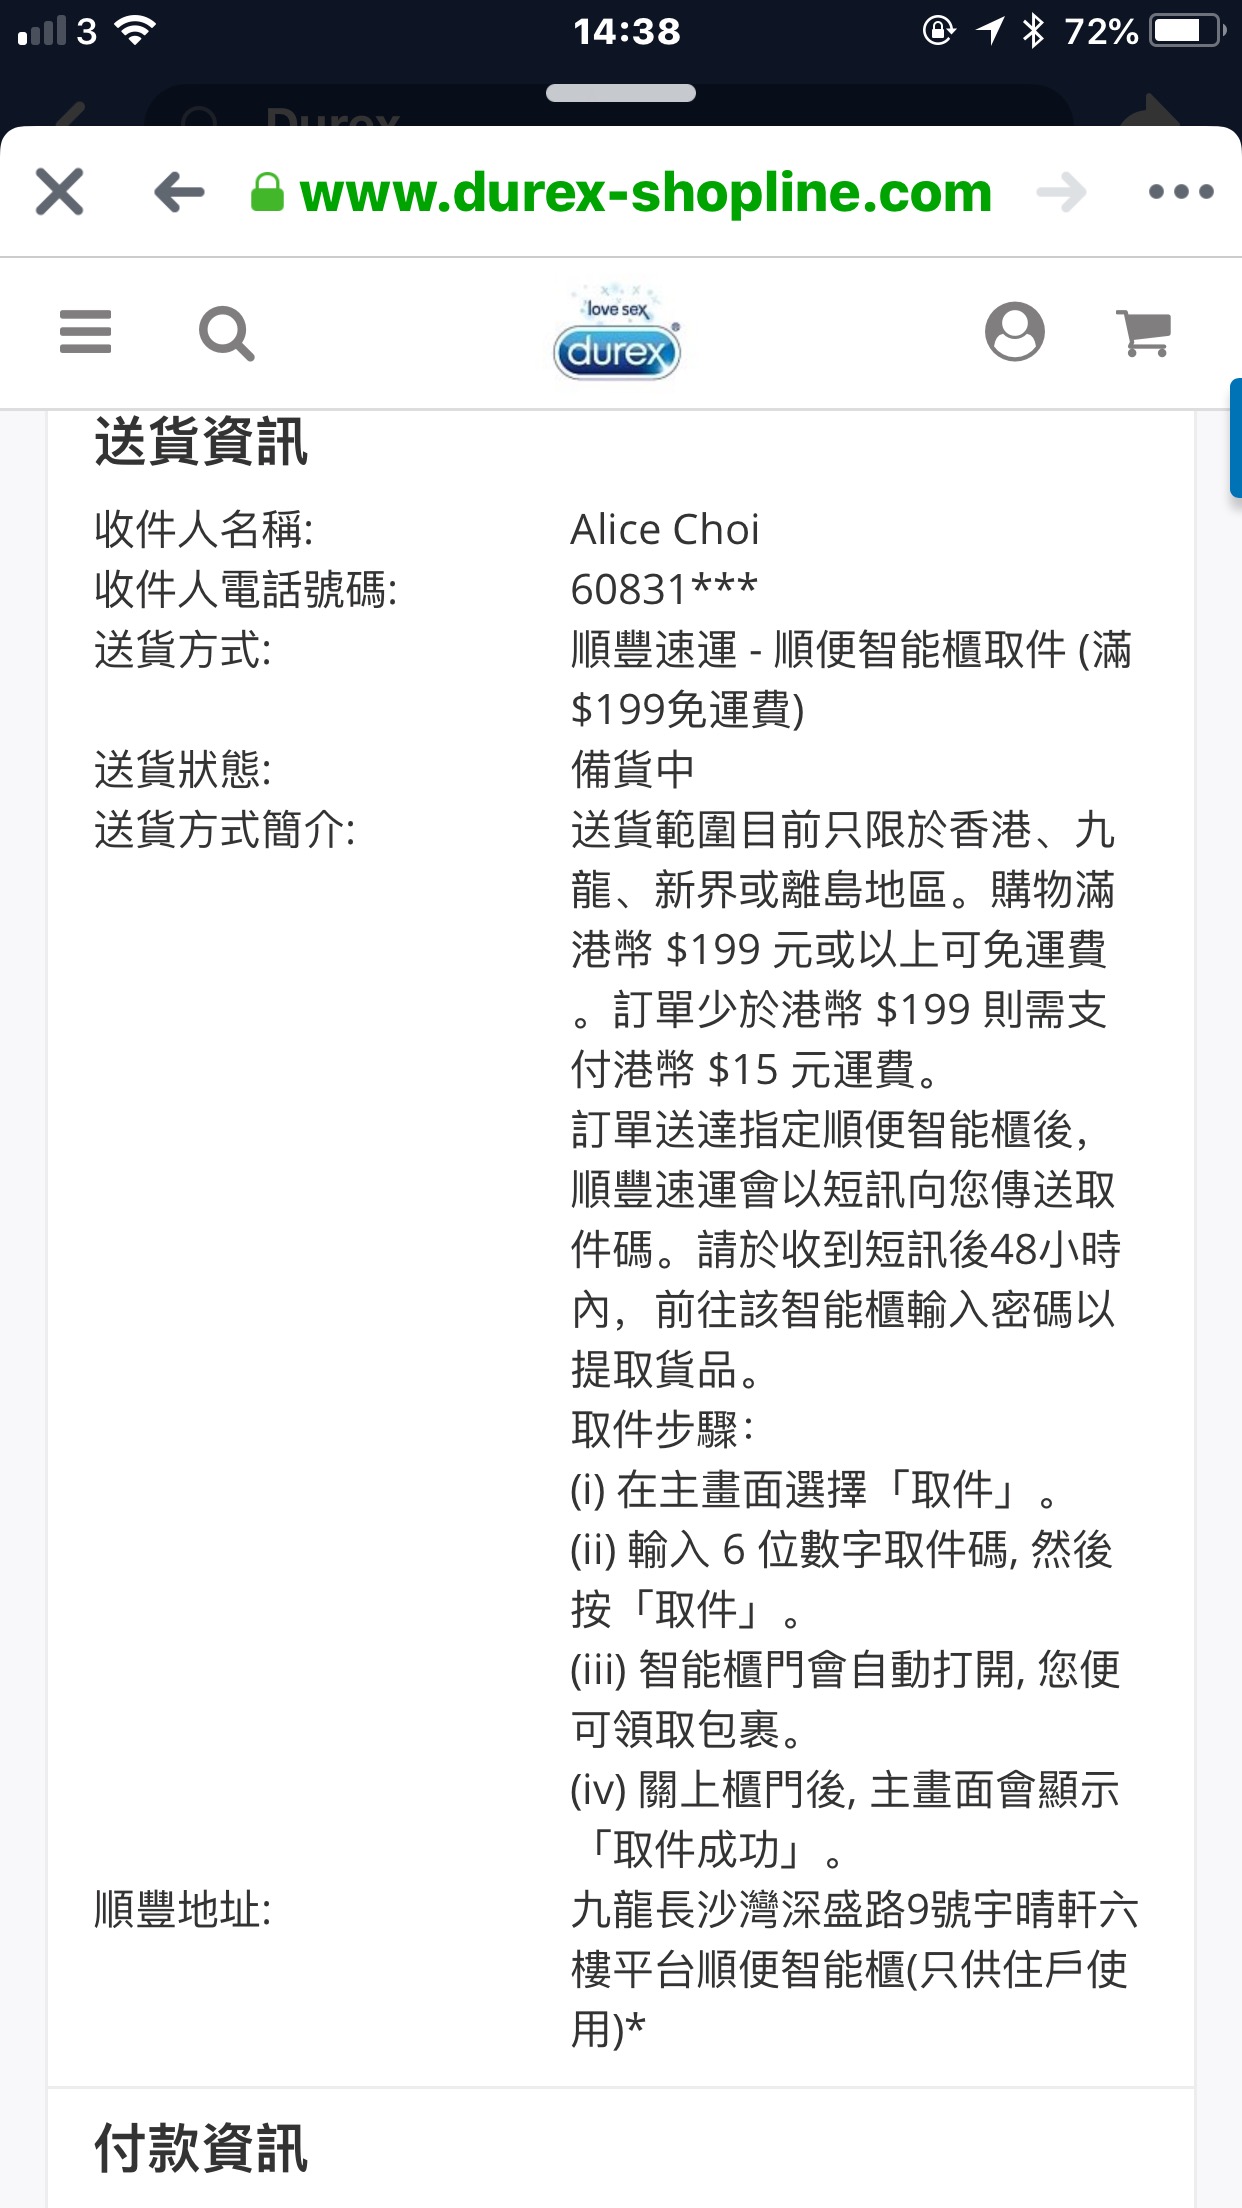 3
14:38
72%
Durex
www.durex-shopline.com
love sex
durex
®
送貨資訊
收件人名稱: Alice Choi
收件人電話號碼: 60831***
送貨方式: 順豐速運 - 順便智能櫃取件 (滿
$199免運費)
送貨狀態: 備貨中
送貨方式簡介: 送貨範圍目前只限於香港、九
龍、新界或離島地區。購物滿
港幣 $199 元或以上可免運費
。訂單少於港幣 $199 則需支
付港幣 $15 元運費。
訂單送達指定順便智能櫃後，
順豐速運會以短訊向您傳送取
件碼。請於收到短訊後48小時
內，前往該智能櫃輸入密碼以
提取貨品。
取件步驟：
(i) 在主畫面選擇「取件」。
(ii) 輸入 6 位數字取件碼, 然後
按「取件」。
(iii) 智能櫃門會自動打開, 您便
可領取包裹。
(iv) 關上櫃門後, 主畫面會顯示
「取件成功」。
順豐地址: 九龍長沙灣深盛路9號宇晴軒六
樓平台順便智能櫃(只供住戶使
用)*
付款資訊